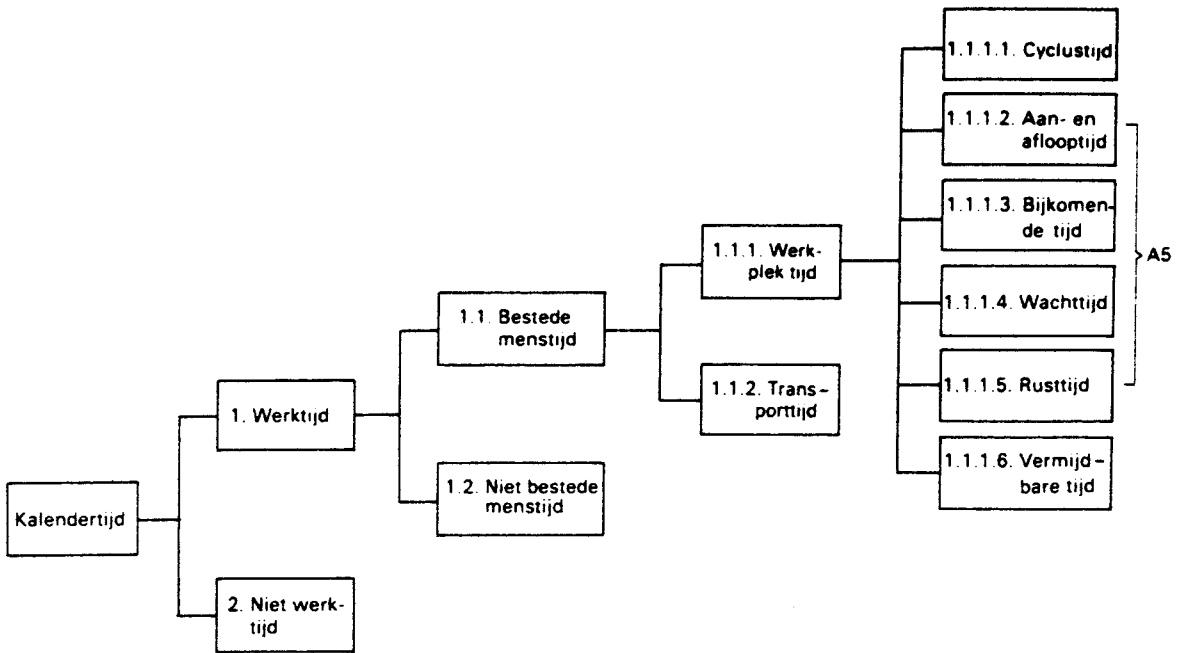 Kalendertijd
1. Werktijd
2. Niet werk-
tijd
1.1. Bestede
menstijd
1.2. Niet bestede
menstijd
1.1.1. Werk-
plek tijd
1.1.2. Trans-
porttijd
1.1.1.1. Cyclustijd
1.1.1.2. Aan- en
aflooptijd
1.1.1.3. Bijkomen-
de tijd
1.1.1.4. Wachttijd
1.1.1.5. Rusttijd
1.1.1.6. Vermijd-
bare tijd
A5